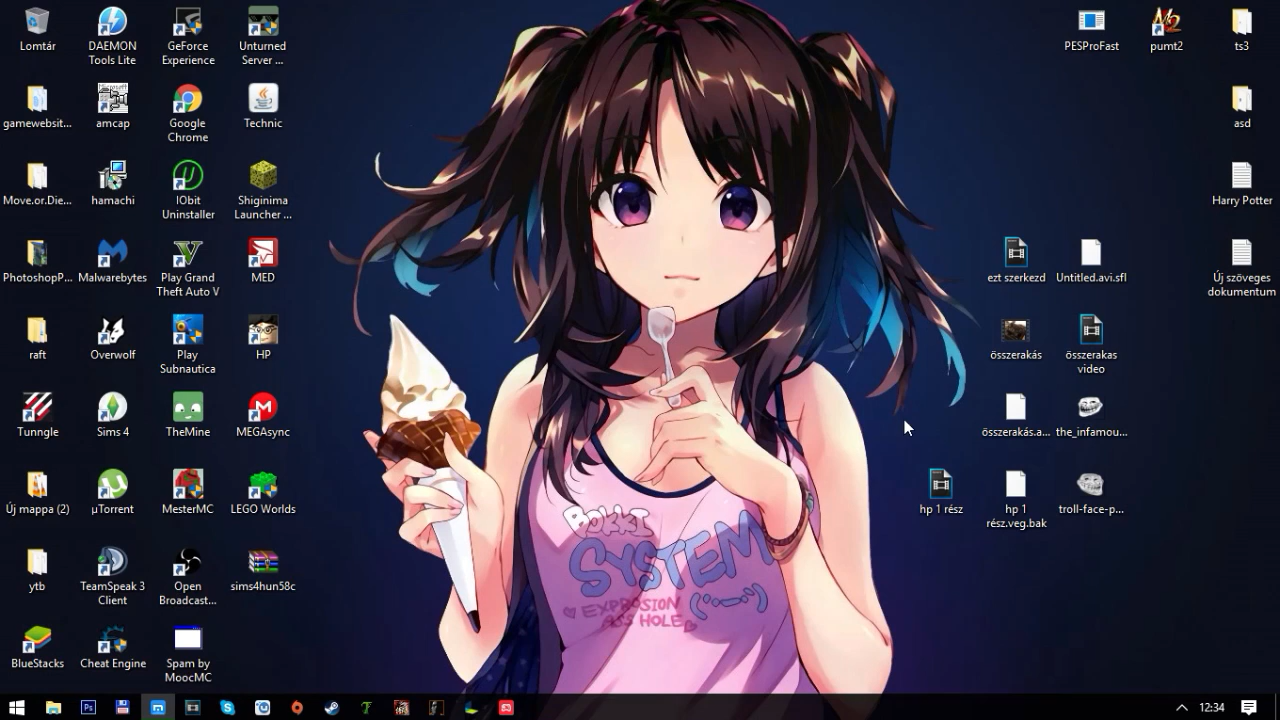 Lomtár
DAEMON
Tools Lite
GeForce
Experience
Unturned
Server ...
PESProFast
pumt2
ts3
gamewebsit...
amcap
Google
Chrome
Technic
asd
Move.or.Die...
hamachi
IObit
Uninstaller
Shiginima
Launcher ...
Harry Potter
PhotoshopP...
Malwarebytes
Play Grand
Theft Auto V
MED
ezt szerkezd
Untitled.avi.sfl
Új szöveges
dokumentum
raft
Overwolf
Play
Subnautica
HP
összerakás
összerakas
video
Tunngle
Sims 4
TheMine
MEGAsync
összerakás.a...
the_infamou...
Új mappa (2)
µTorrent
MesterMC
LEGO Worlds
hp 1 rész
hp 1
rész.veg.bak
troll-face-p...
BOKKI
SYSTEM
EXPROSION
ASS HOLE
ytb
TeamSpeak 3
Client
Open
Broadcast...
sims4hun58c
BlueStacks
Cheat Engine
Spam by
MoocMC
12:34